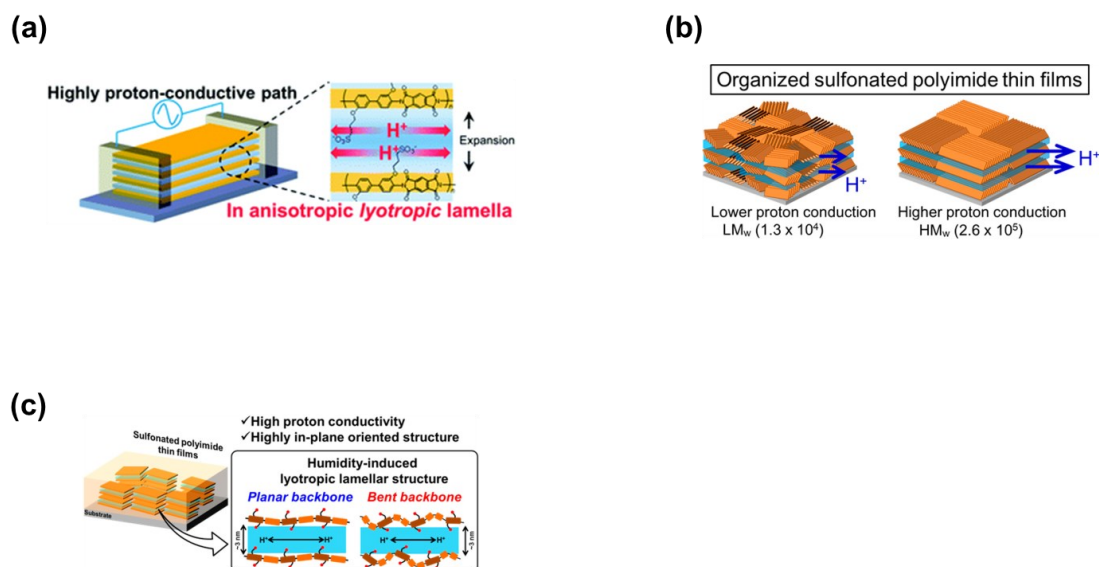 (a)
Highly proton-conductive path
H⁺
H⁺
SO₃⁻
Expansion
In anisotropic lyotropic lamella
(b)
Organized sulfonated polyimide thin films
H⁺
H⁺
Lower proton conduction
LMw (1.3 x 10⁴)
Higher proton conduction
HMw (2.6 x 10⁵)
(c)
✓High proton conductivity
✓Highly in-plane oriented structure
Sulfonated polyimide
thin films
Substrate
Humidity-induced
lyotropic lamellar structure
Planar backbone
Bent backbone
~3 nm
H⁺
H⁺
H⁺
H⁺
~3 nm